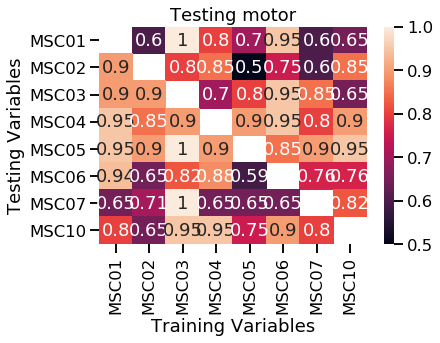 Testing motor
Testing Variables
MSC01 0.6 1 0.8 0.7 0.95 0.6 0.65
MSC02 0.9 0.8 0.85 0.5 0.75 0.6 0.85
MSC03 0.9 0.9 0.7 0.8 0.95 0.85 0.65
MSC04 0.95 0.85 0.9 0.9 0.95 0.8 0.9
MSC05 0.95 0.9 1 0.9 0.85 0.9 0.95
MSC06 0.94 0.65 0.82 0.88 0.59 0.76 0.76
MSC07 0.65 0.71 1 0.65 0.65 0.65 0.82
MSC10 0.8 0.65 0.95 0.95 0.75 0.9 0.8
MSC01 MSC02 MSC03 MSC04 MSC05 MSC06 MSC07 MSC10
Training Variables
1.0
0.9
0.8
0.7
0.6
0.5